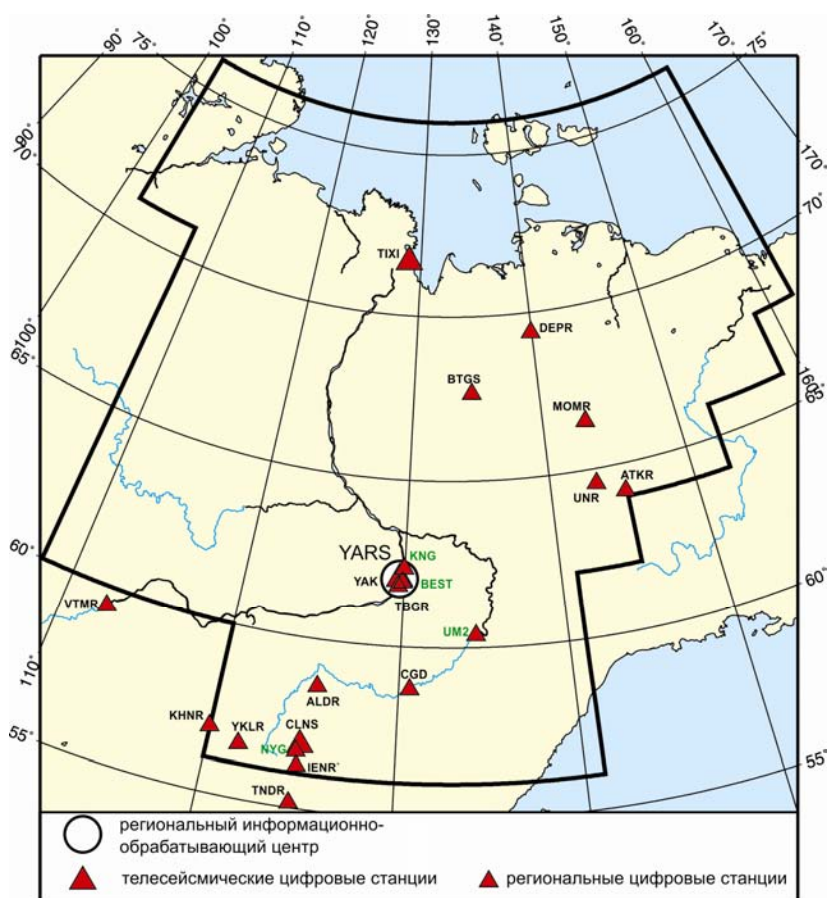 90° 75° 100° 110° 120° 130° 140° 150° 160° 170° 75°
80°
70°
170°
70°
TIXI
100°
65°
DEPR
BTGS
MOMR
160°
65°
UNR
ATKR
YARS
KNG
60°
YAK
BEST
60°
VTMR
TBGR
UM2
110°
CGD
ALDR
KHNR
YKLR
CLNS
NYG
IENR
55°
55°
TNDR
региональный информационно-
обрабатывающий центр
телесейсмические цифровые станции
региональные цифровые станции